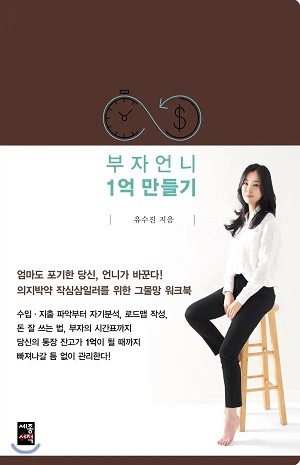 $
부자언니
1억 만들기
유수진 지음
엄마도 포기한 당신, 언니가 바꾼다!
의지박약 작심삼일러를 위한 그물망 워크북
수입·지출 파악부터 자기분석, 로드맵 작성,
돈 잘 쓰는 법, 부자의 시간표까지
당신의 통장 잔고가 1억이 될 때까지
빠져나갈 틈 없이 관리한다!
세종
서적